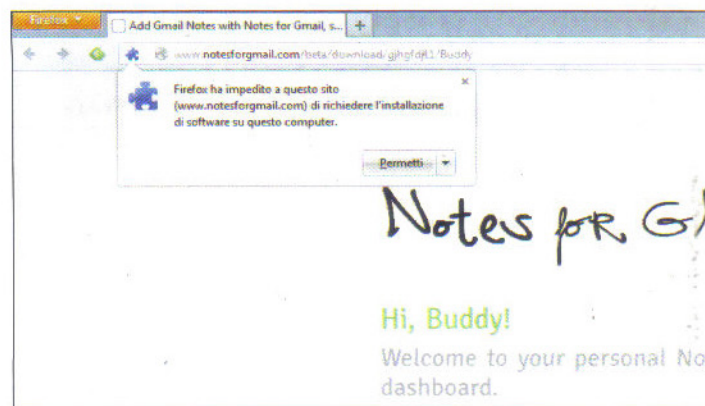 Firefox
Add Gmail Notes with Notes for Gmail, s...
www.notesforgmail.com/beta/download/
Firefox ha impedito a questo sito
(www.notesforgmail.com) di richiedere l'installazione
di software su questo computer.
Permetti
Notes for
Hi, Buddy!
Welcome to your personal No
dashboard.